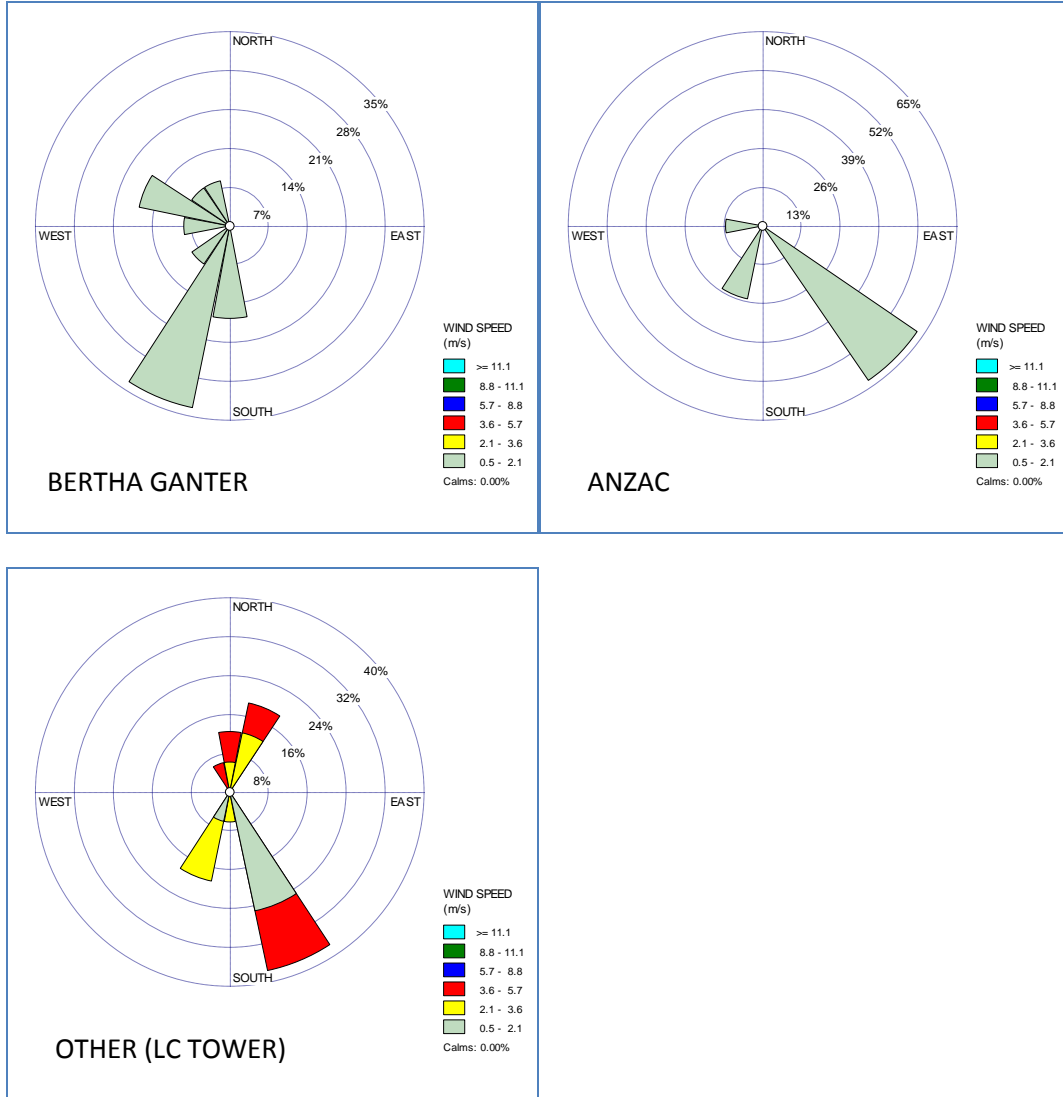 NORTH
35%
28%
21%
14%
7%
WEST
EAST
SOUTH
WIND SPEED
(m/s)
>= 11.1
8.8 - 11.1
5.7 - 8.8
3.6 - 5.7
2.1 - 3.6
0.5 - 2.1
Calms: 0.00%
BERTHA GANTER
NORTH
65%
52%
39%
26%
13%
WEST
EAST
SOUTH
WIND SPEED
(m/s)
>= 11.1
8.8 - 11.1
5.7 - 8.8
3.6 - 5.7
2.1 - 3.6
0.5 - 2.1
Calms: 0.00%
ANZAC
NORTH
40%
32%
24%
16%
8%
WEST
EAST
SOUTH
WIND SPEED
(m/s)
>= 11.1
8.8 - 11.1
5.7 - 8.8
3.6 - 5.7
2.1 - 3.6
0.5 - 2.1
Calms: 0.00%
OTHER (LC TOWER)